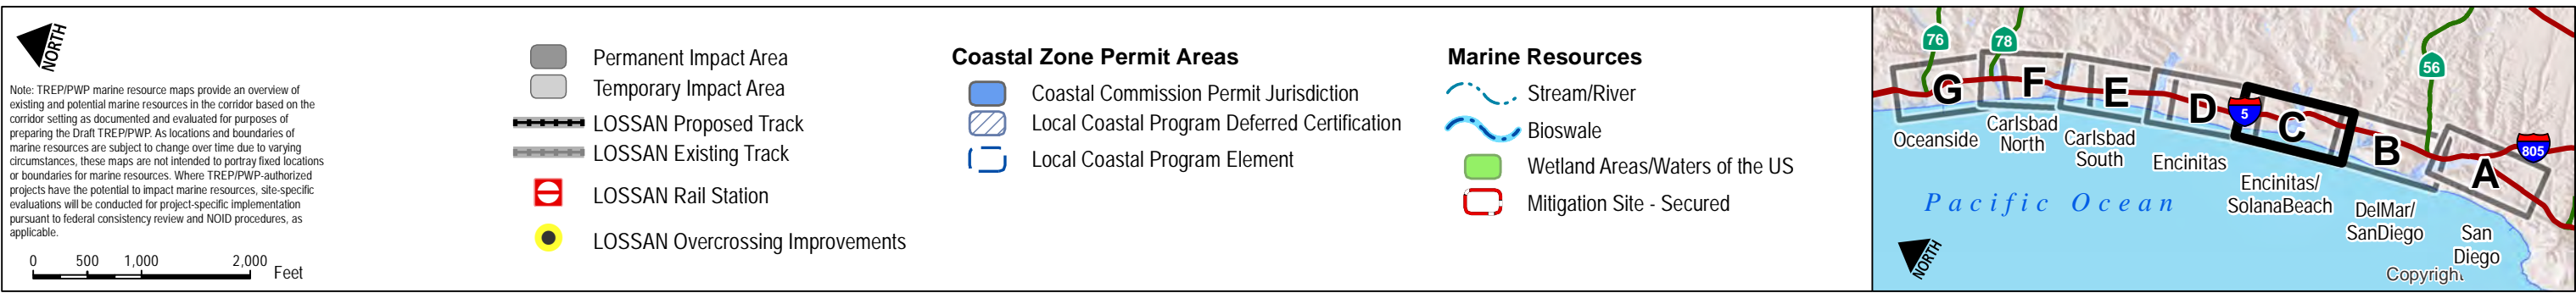 NORTH
Note: TREP/PWP marine resource maps provide an overview of
existing and potential marine resources in the corridor based on the
corridor setting as documented and evaluated for purposes of
preparing the Draft TREP/PWP. As locations and boundaries of
marine resources are subject to change over time due to varying
circumstances, these maps are not intended to portray fixed locations
or boundaries for marine resources. Where TREP/PWP-authorized
projects have the potential to impact marine resources, site-specific
evaluations will be conducted for project-specific implementation
pursuant to federal consistency review and NOID procedures, as
applicable.
0 500 1,000 2,000
Feet
Permanent Impact Area
Temporary Impact Area
LOSSAN Proposed Track
LOSSAN Existing Track
LOSSAN Rail Station
LOSSAN Overcrossing Improvements
Coastal Zone Permit Areas
Coastal Commission Permit Jurisdiction
Local Coastal Program Deferred Certification
Local Coastal Program Element
Marine Resources
Stream/River
Bioswale
Wetland Areas/Waters of the US
Mitigation Site - Secured
76
78
56
5
805
G
F
E
D
C
B
A
Oceanside
Carlsbad
North
Carlsbad
South
Encinitas
Encinitas/
SolanaBeach
DelMar/
SanDiego
San
Diego
Pacific Ocean
NORTH
Copyright